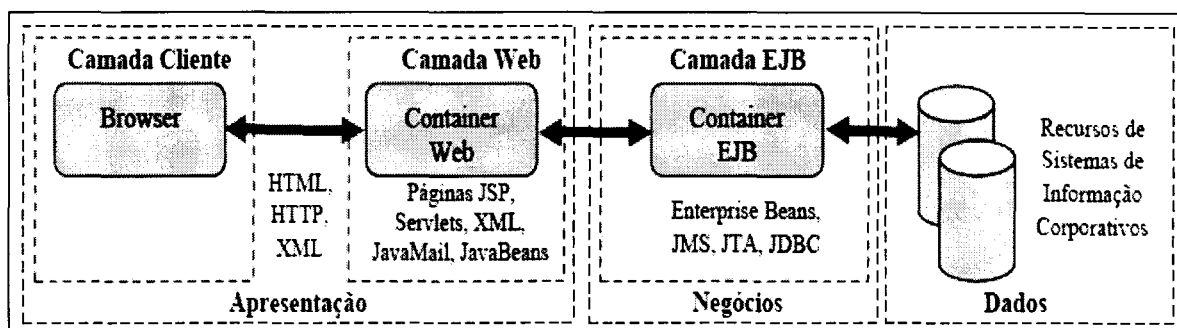 Camada Cliente
Browser
HTML,
HTTP,
XML
Camada Web
Container
Web
Páginas JSP,
Servlets, XML,
JavaMail, JavaBeans
Apresentação
Camada EJB
Container
EJB
Enterprise Beans,
JMS, JTA, JDBC
Negócios
Recursos de
Sistemas de
Informação
Corporativos
Dados